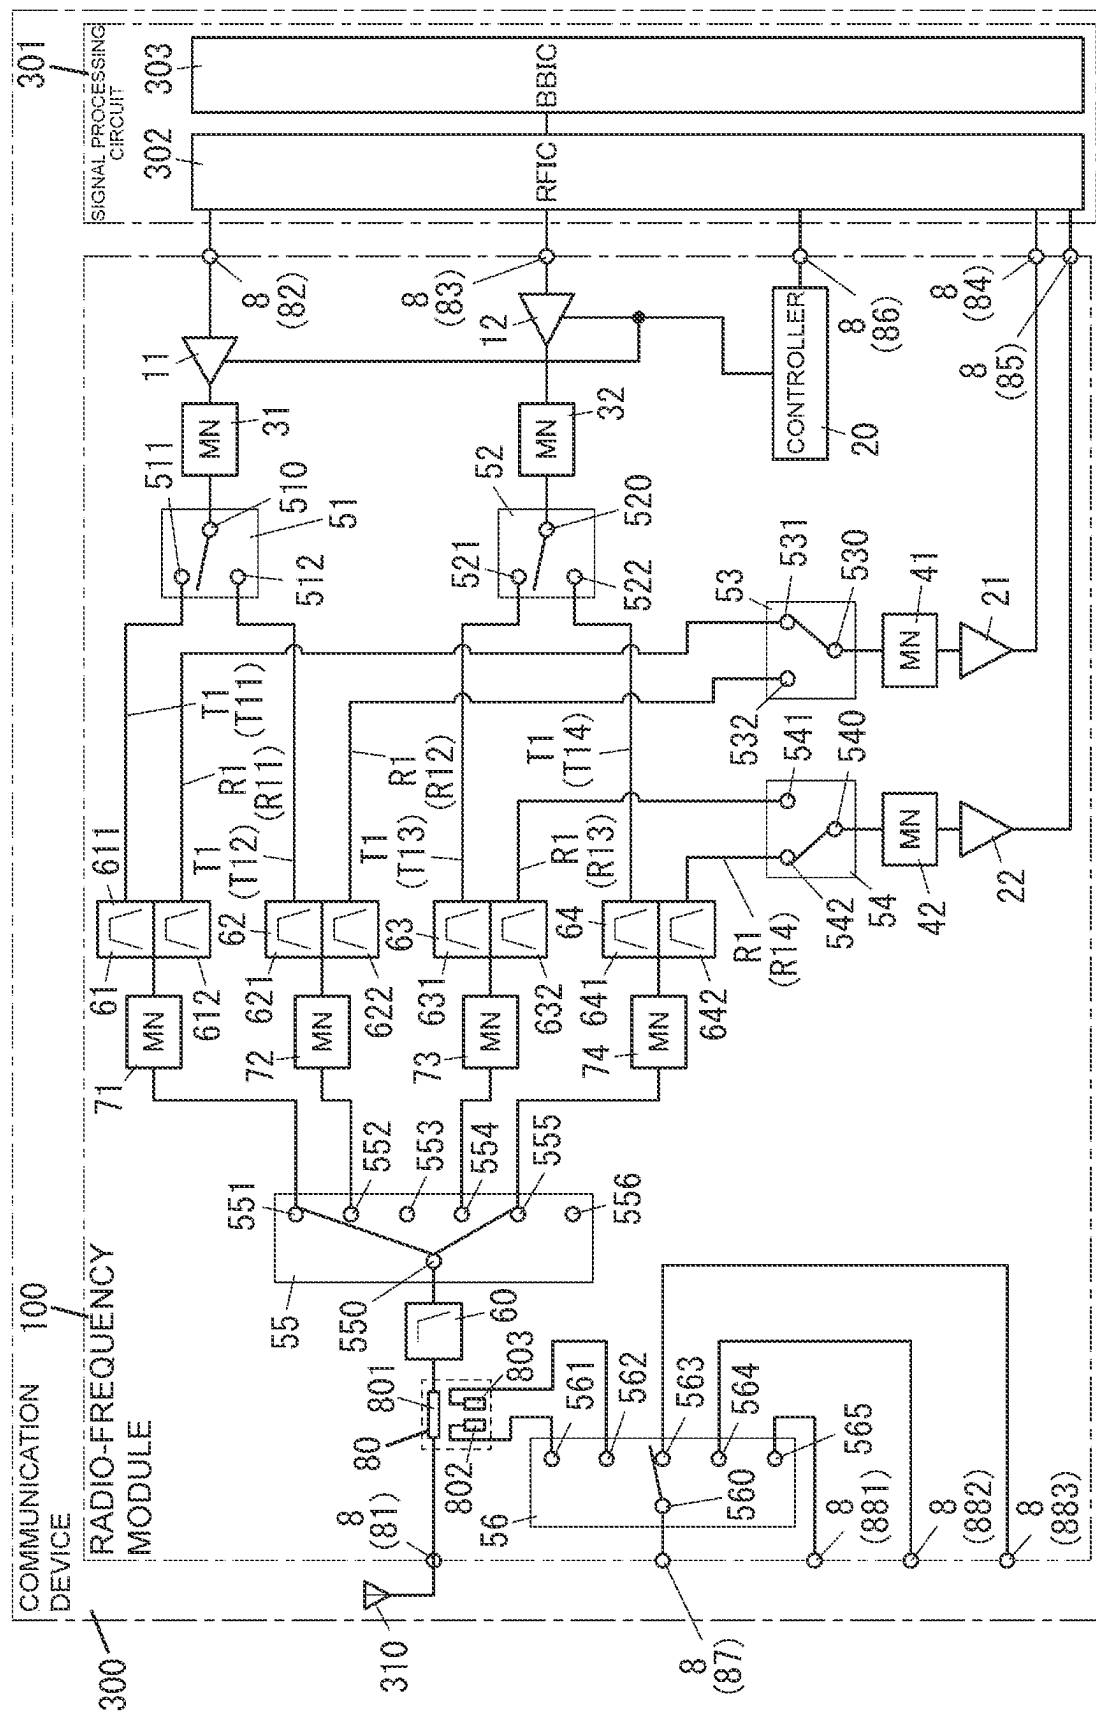 COMMUNICATION
DEVICE
300
100
RADIO-FREQUENCY
MODULE
301
SIGNAL PROCESSING
CIRCUIT
302
303
RFIC
BBIC
310
8
(81)
80
801
802
803
60
55
550
551
552
553
554
555
556
56
560
561
562
563
564
565
8
(87)
8
(881)
8
(882)
8
(883)
71
MN
72
MN
73
MN
74
MN
61
611
612
62
621
622
63
631
632
64
641
642
T1
(T11)
R1
(R11)
T1
(T12)
R1
(R12)
T1
(T13)
R1
(R13)
T1
(T14)
R1
(R14)
511
510
512
51
521
520
522
52
53
531
530
532
541
540
542
54
MN
31
MN
32
MN
41
MN
42
11
12
21
22
CONTROLLER
20
8
(82)
8
(83)
8
(86)
8
(84)
8
(85)